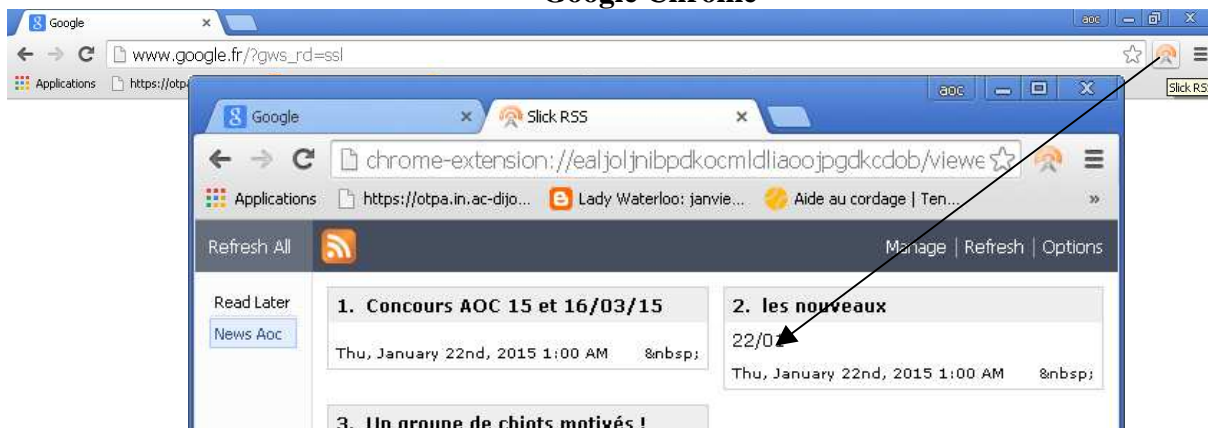 Google Chrome
Google
aoc
www.google.fr/?gws_rd=ssl
Applications https://otp
Slick RS
aoc
Google Slick RSS
chrome-extension://ealjoljnibpdkocmldliaoojpgdkcdob/viewe
Applications https://otpa.in.ac-dijo... Lady Waterloo: janvie... Aide au cordage | Ten... »
Refresh All Manage | Refresh | Options
Read Later
News Aoc
1. Concours AOC 15 et 16/03/15
Thu, January 22nd, 2015 1:00 AM &nbsp;
2. les nouveaux
22/01
Thu, January 22nd, 2015 1:00 AM &nbsp;
3. Un groupe de chiots motivés !